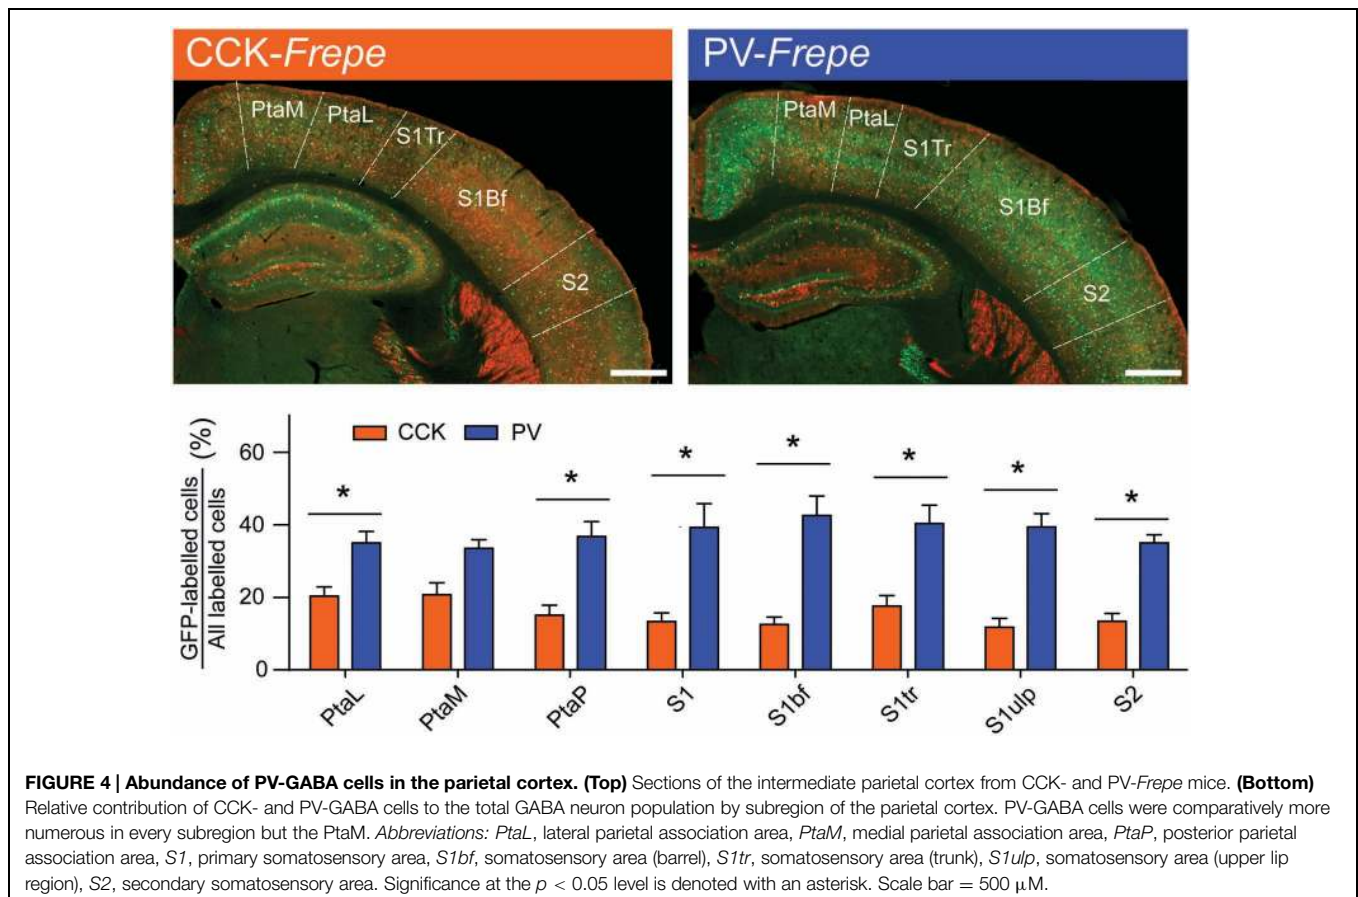 CCK-Frepe
PV-Frepe
PtaM
PtaL
S1Tr
S1Bf
S2
PtaM
PtaL
S1Tr
S1Bf
S2
GFP-labelled cells
All labelled cells
(%)
CCK
PV
60
40
20
0
*
*
*
*
*
*
*
PtaL
PtaM
PtaP
S1
S1bf
S1tr
S1ulp
S2
FIGURE 4 | Abundance of PV-GABA cells in the parietal cortex. (Top) Sections of the intermediate parietal cortex from CCK- and PV-Frepe mice. (Bottom)
Relative contribution of CCK- and PV-GABA cells to the total GABA neuron population by subregion of the parietal cortex. PV-GABA cells were comparatively more
numerous in every subregion but the PtaM. Abbreviations: PtaL, lateral parietal association area, PtaM, medial parietal association area, PtaP, posterior parietal
association area, S1, primary somatosensory area, S1bf, somatosensory area (barrel), S1tr, somatosensory area (trunk), S1ulp, somatosensory area (upper lip
region), S2, secondary somatosensory area. Significance at the p < 0.05 level is denoted with an asterisk. Scale bar = 500 μM.